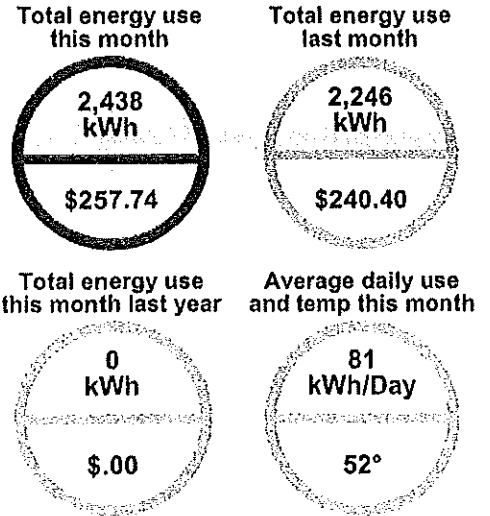 Total energy use
this month
2,438
kWh
$257.74
Total energy use
last month
2,246
kWh
$240.40
Total energy use
this month last year
0
kWh
$.00
Average daily use
and temp this month
81
kWh/Day
52°